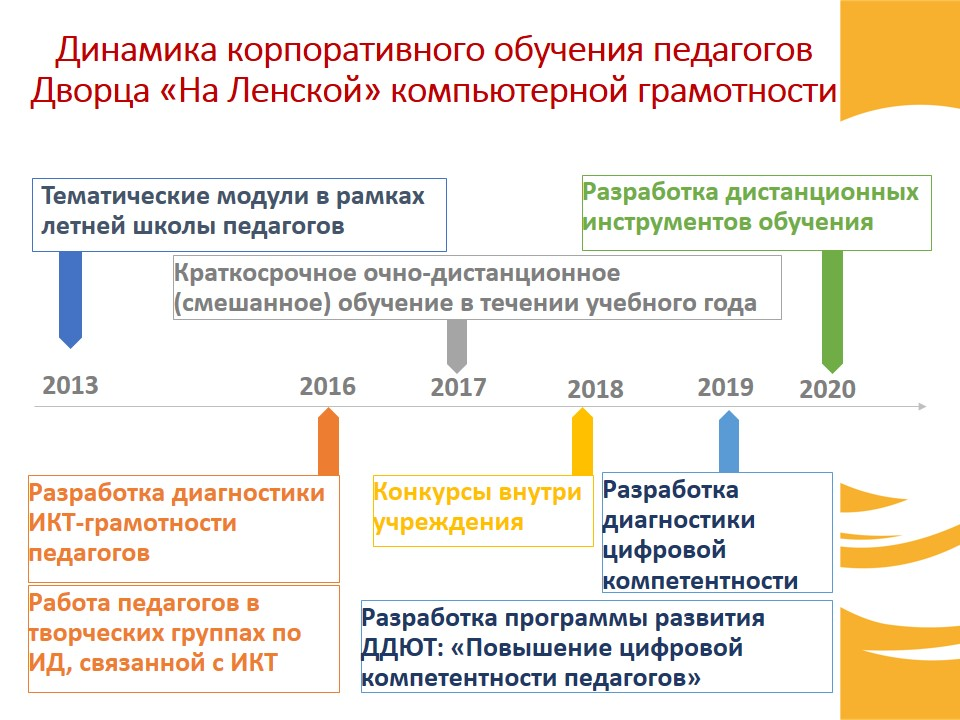 Динамика корпоративного обучения педагогов
Дворца «На Ленской» компьютерной грамотности
Тематические модули в рамках
летней школы педагогов
Разработка дистанционных
инструментов обучения
Краткосрочное очно-дистанционное
(смешанное) обучение в течении учебного года
2013
2016
2017
2018
2019
2020
Разработка диагностики
ИКТ-грамотности
педагогов
Работа педагогов в
творческих группах по
ИД, связанной с ИКТ
Конкурсы внутри
учреждения
Разработка
диагностики
цифровой
компетентности
Разработка программы развития
ДДЮТ: «Повышение цифровой
компетентности педагогов»